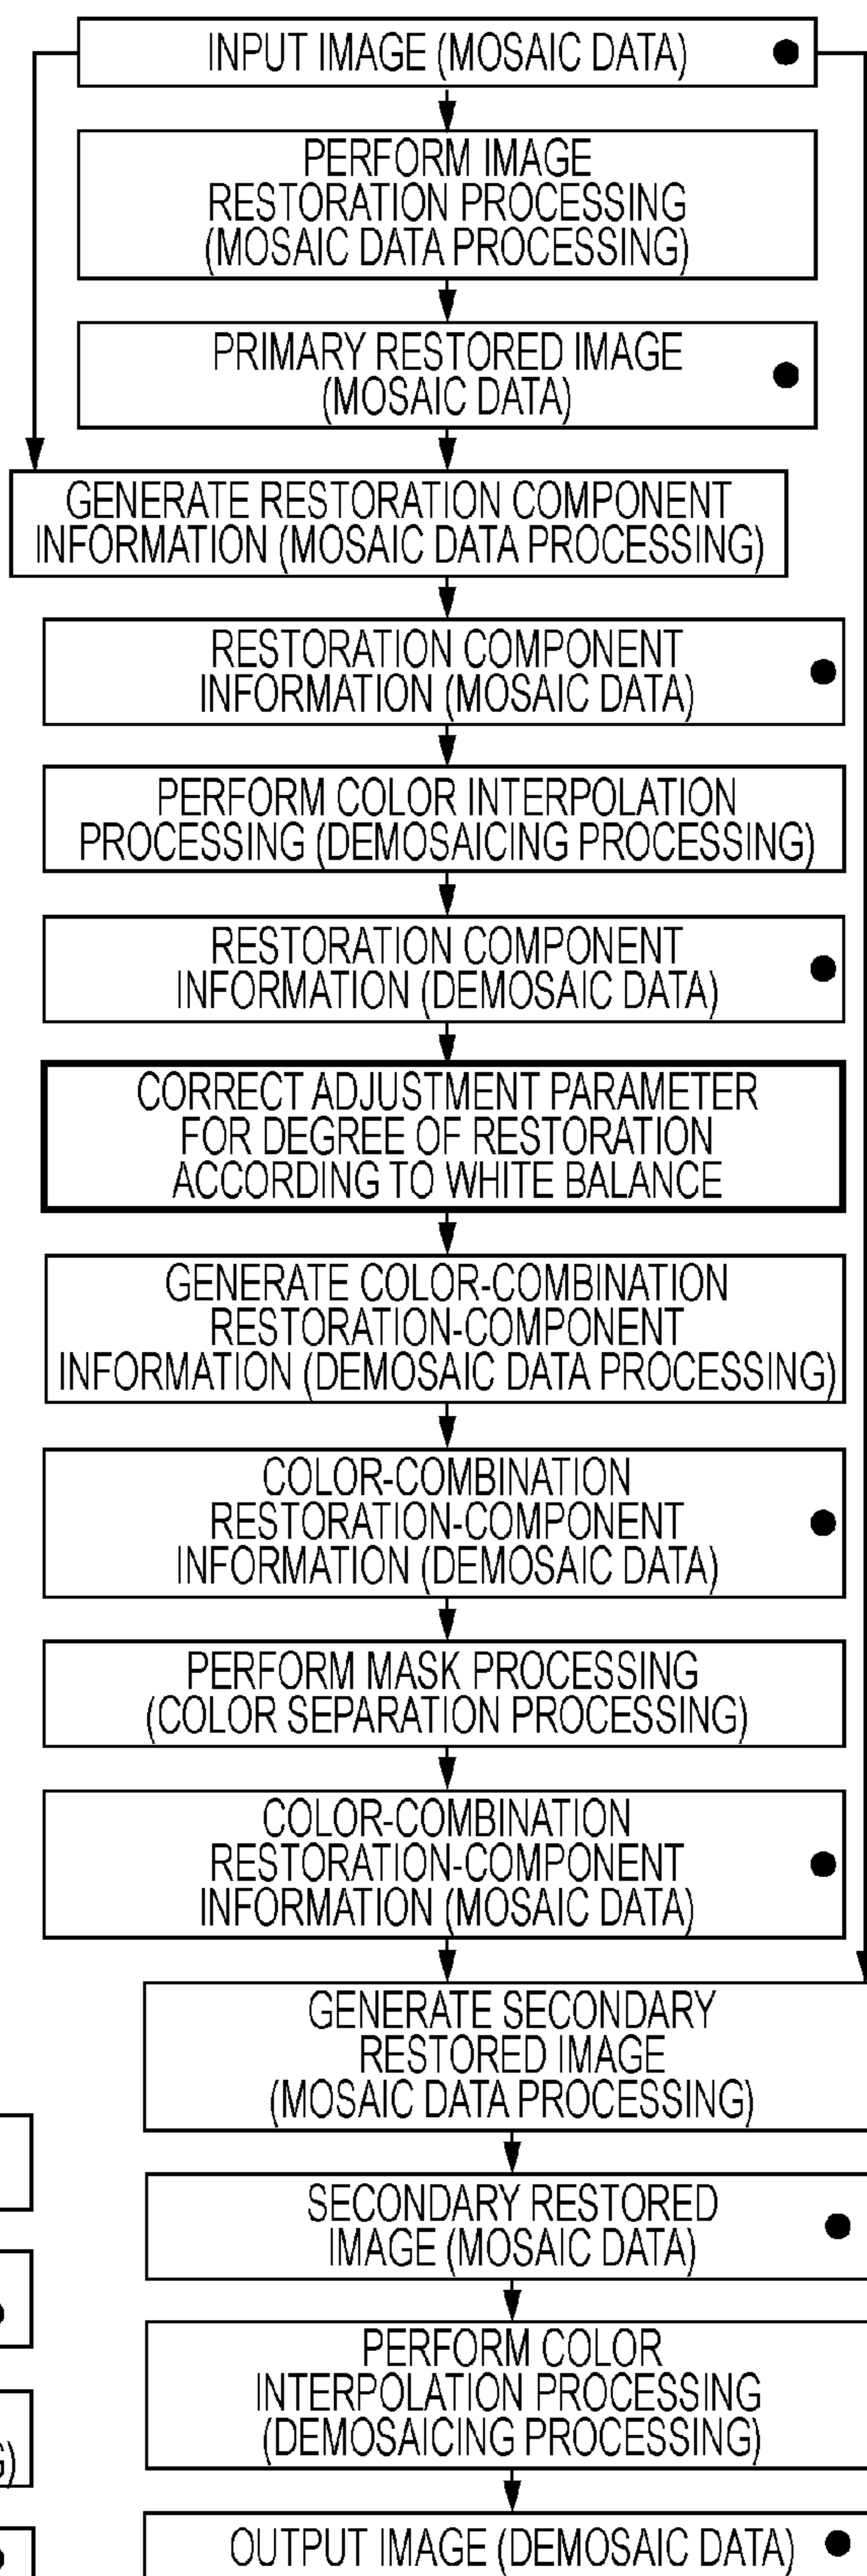 INPUT IMAGE (MOSAIC DATA)
PERFORM IMAGE
RESTORATION PROCESSING
(MOSAIC DATA PROCESSING)
PRIMARY RESTORED IMAGE
(MOSAIC DATA)
GENERATE RESTORATION COMPONENT
INFORMATION (MOSAIC DATA PROCESSING)
RESTORATION COMPONENT
INFORMATION (MOSAIC DATA)
PERFORM COLOR INTERPOLATION
PROCESSING (DEMOSAICING PROCESSING)
RESTORATION COMPONENT
INFORMATION (DEMOSAIC DATA)
CORRECT ADJUSTMENT PARAMETER
FOR DEGREE OF RESTORATION
ACCORDING TO WHITE BALANCE
GENERATE COLOR-COMBINATION
RESTORATION-COMPONENT
INFORMATION (DEMOSAIC DATA PROCESSING)
COLOR-COMBINATION
RESTORATION-COMPONENT
INFORMATION (DEMOSAIC DATA)
PERFORM MASK PROCESSING
(COLOR SEPARATION PROCESSING)
COLOR-COMBINATION
RESTORATION-COMPONENT
INFORMATION (MOSAIC DATA)
GENERATE SECONDARY
RESTORED IMAGE
(MOSAIC DATA PROCESSING)
SECONDARY RESTORED
IMAGE (MOSAIC DATA)
PERFORM COLOR
INTERPOLATION PROCESSING
(DEMOSAICING PROCESSING)
OUTPUT IMAGE (DEMOSAIC DATA)